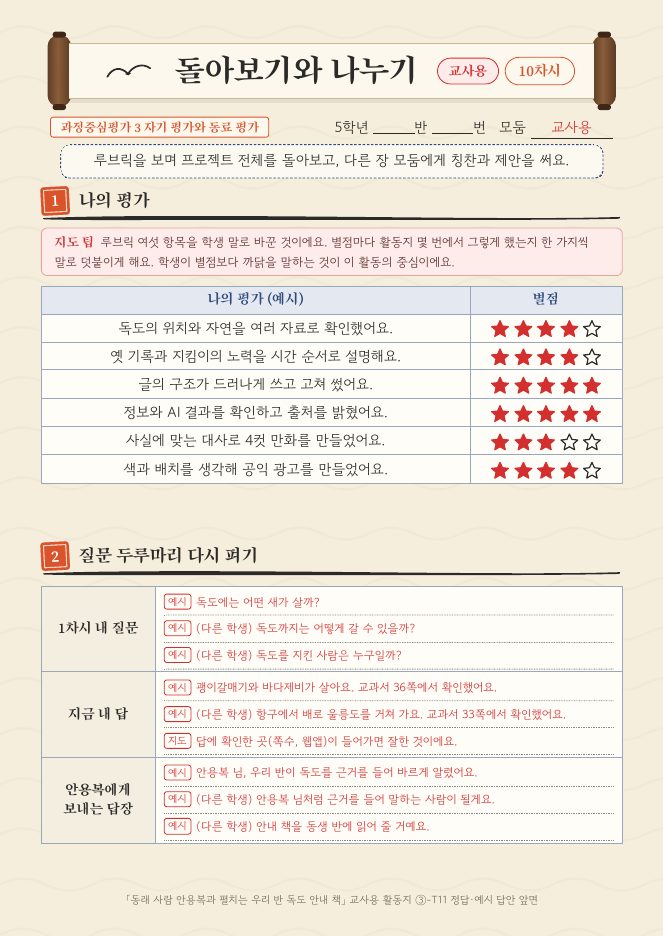 돌아보기와 나누기
교사용
10차시
과정중심평가 3 자기 평가와 동료 평가
5학년 ______반 ______번 모둠 교사용
루브릭을 보며 프로젝트 전체를 돌아보고, 다른 장 모둠에게 칭찬과 제안을 써요.
1 나의 평가
지도 팁 루브릭 여섯 항목을 학생 말로 바꾼 것이에요. 별점마다 활동지 몇 번에서 그렇게 했는지 한 가지씩
말로 덧붙이게 해요. 학생이 별점보다 까닭을 말하는 것이 이 활동의 중심이에요.
나의 평가 (예시) 별점
독도의 위치와 자연을 여러 자료로 확인했어요. ★★★★☆
옛 기록과 지킴이의 노력을 시간 순서로 설명해요. ★★★★☆
글의 구조가 드러나게 쓰고 고쳐 썼어요. ★★★★★
정보와 AI 결과를 확인하고 출처를 밝혔어요. ★★★★★
사실에 맞는 대사로 4컷 만화를 만들었어요. ★★★☆☆
색과 배치를 생각해 공익 광고를 만들었어요. ★★★★☆
2 질문 두루마리 다시 펴기
1차시 내 질문
예시 독도에는 어떤 새가 살까?
예시 (다른 학생) 독도까지는 어떻게 갈 수 있을까?
예시 (다른 학생) 독도를 지킨 사람은 누구일까?
지금 내 답
예시 괭이갈매기와 바다제비가 살아요. 교과서 36쪽에서 확인했어요.
예시 (다른 학생) 항구에서 배로 울릉도를 거쳐 가요. 교과서 33쪽에서 확인했어요.
지도 답에 확인한 곳(쪽수, 웹앱)이 들어가면 잘한 것이에요.
안용복에게
보내는 답장
예시 안용복 님, 우리 반이 독도를 근거를 들어 바르게 알렸어요.
예시 (다른 학생) 안용복 님처럼 근거를 들어 말하는 사람이 될게요.
예시 (다른 학생) 안내 책을 동생 반에 읽어 줄 거예요.
「동래 사람 안용복과 펼치는 우리 반 독도 안내 책」 교사용 활동지 ③-T11 정답·예시 답안 앞면